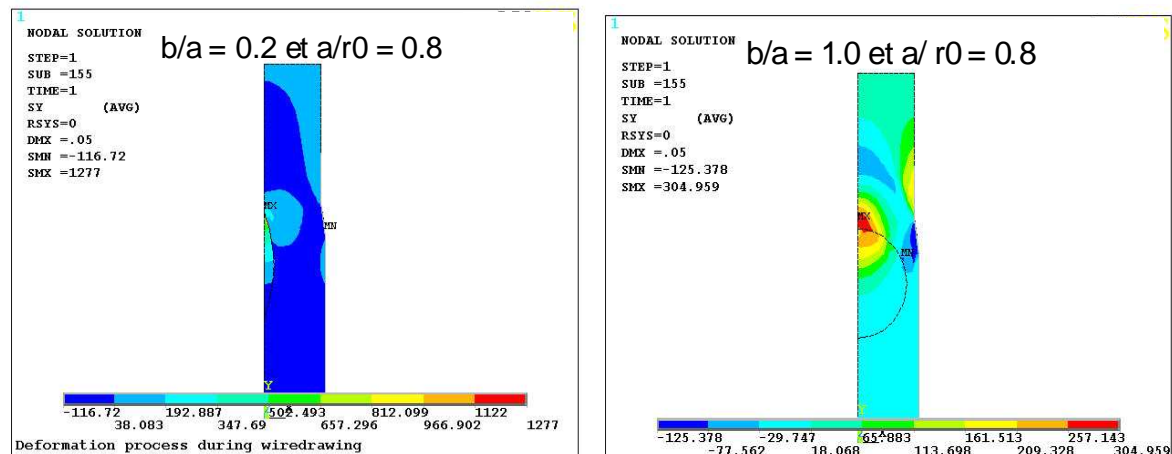 1
NODAL SOLUTION
b/a = 0.2 et a/r0 = 0.8
STEP=1
SUB =155
TIME=1
SY (AVG)
RSYS=0
DMX =.05
SMN =-116.72
SMX =1277
MX
MN
Y
-116.72 192.887 502.493 812.099 1122
38.083 347.69 657.296 966.902 1277
Deformation process during wiredrawing
1
NODAL SOLUTION
b/a = 1.0 et a/ r0 = 0.8
STEP=1
SUB =155
TIME=1
SY (AVG)
RSYS=0
DMX =.05
SMN =-125.378
SMX =304.959
MX
MN
Y
-125.378 -29.747 65.883 161.513 257.143
-77.562 18.068 113.698 209.328 304.959